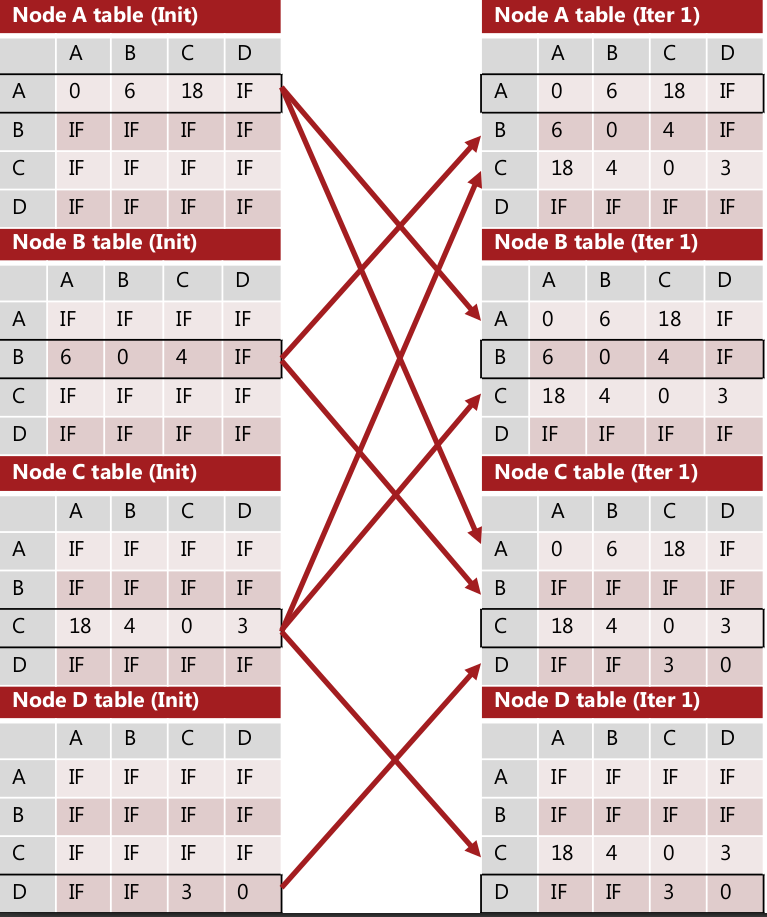 Node A table (Init)
A B C D
A 0 6 18 IF
B IF IF IF IF
C IF IF IF IF
D IF IF IF IF
Node B table (Init)
A B C D
A IF IF IF IF
B 6 0 4 IF
C IF IF IF IF
D IF IF IF IF
Node C table (Init)
A B C D
A IF IF IF IF
B IF IF IF IF
C 18 4 0 3
D IF IF IF IF
Node D table (Init)
A B C D
A IF IF IF IF
B IF IF IF IF
C IF IF IF IF
D IF IF 3 0
Node A table (Iter 1)
A B C D
A 0 6 18 IF
B 6 0 4 IF
C 18 4 0 3
D IF IF IF IF
Node B table (Iter 1)
A B C D
A 0 6 18 IF
B 6 0 4 IF
C 18 4 0 3
D IF IF IF IF
Node C table (Iter 1)
A B C D
A 0 6 18 IF
B IF IF IF IF
C 18 4 0 3
D IF IF 3 0
Node D table (Iter 1)
A B C D
A IF IF IF IF
B IF IF IF IF
C 18 4 0 3
D IF IF 3 0